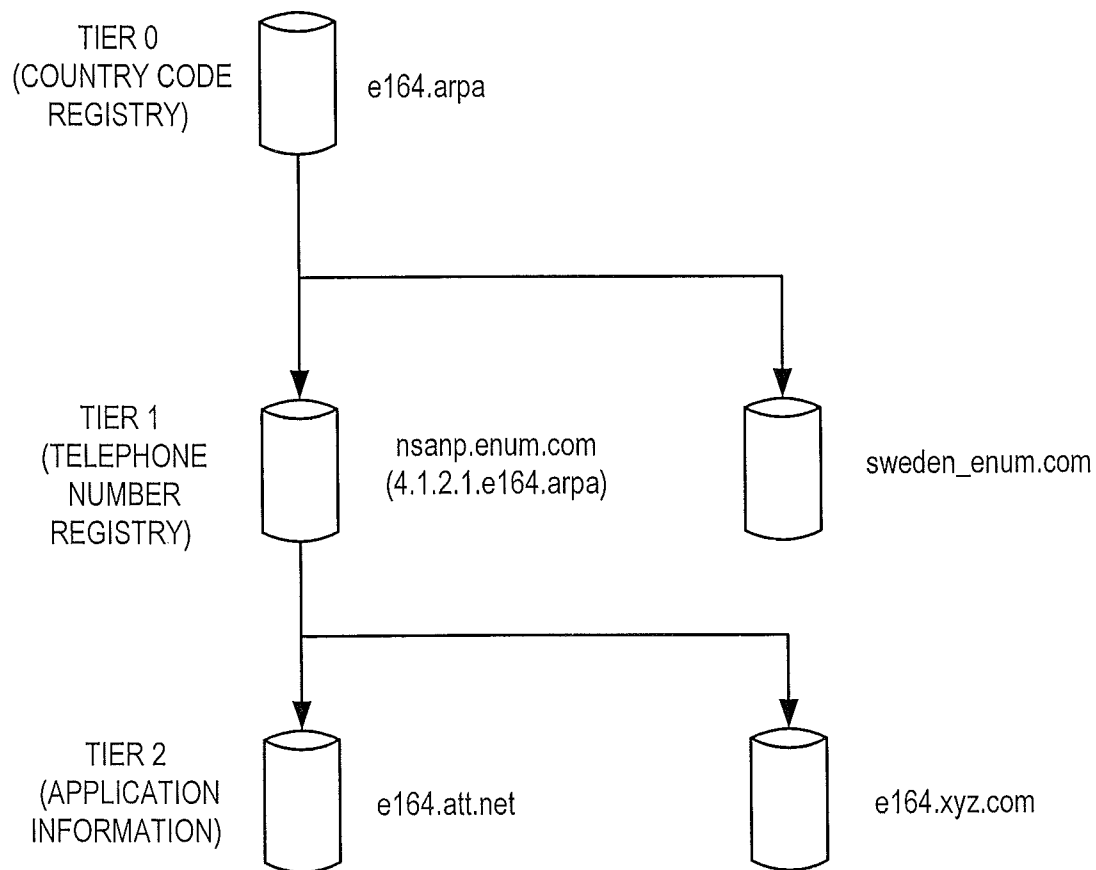 TIER 0
(COUNTRY CODE
REGISTRY)
e164.arpa
TIER 1
(TELEPHONE
NUMBER
REGISTRY)
nsanp.enum.com
(4.1.2.1.e164.arpa)
sweden_enum.com
TIER 2
(APPLICATION
INFORMATION)
e164.att.net
e164.xyz.com